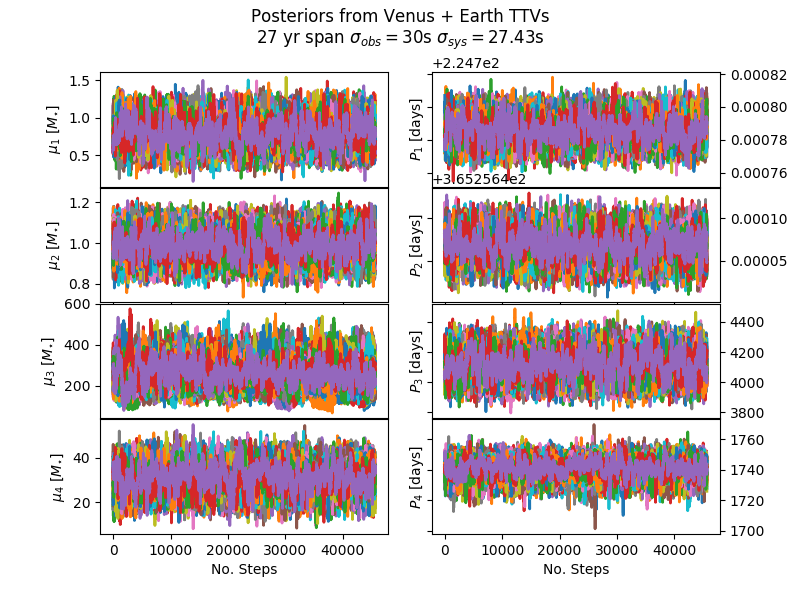 Posteriors from Venus + Earth TTVs
27 yr span σ_obs = 30s σ_sys = 27.43s
+2.247e2
1.5
1.0
0.5
μ₁ [M.]
P₁ [days]
0.00082
0.00080
0.00078
0.00076
+3.652564e2
1.2
1.0
0.8
μ₂ [M.]
P₂ [days]
0.00010
0.00005
600
400
200
μ₃ [M.]
P₃ [days]
4400
4200
4000
3800
40
20
μ₄ [M.]
P₄ [days]
1760
1740
1720
1700
0 10000 20000 30000 40000
0 10000 20000 30000 40000
No. Steps
No. Steps